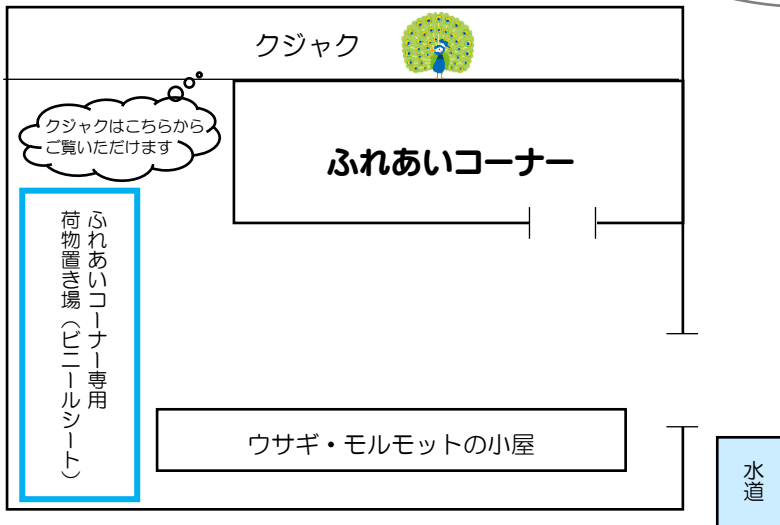 クジャク
クジャクはこちらから
ご覧いただけます
ふれあいコーナー
ふれあいコーナー専用
荷物置き場（ビニールシート）
ウサギ・モルモットの小屋
水道